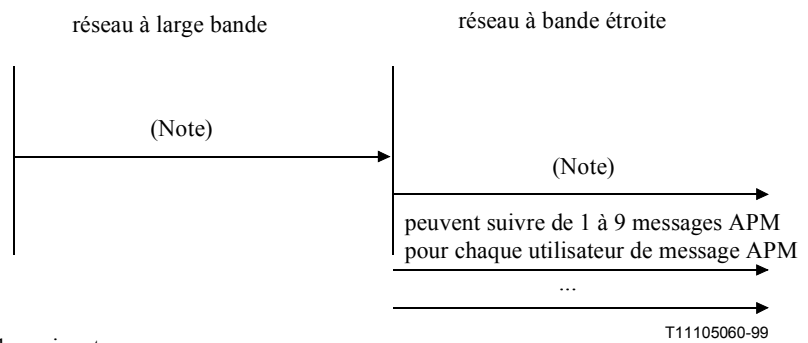 réseau à large bande
réseau à bande étroite
(Note)
(Note)
peuvent suivre de 1 à 9 messages APM
pour chaque utilisateur de message APM
...
T11105060-99